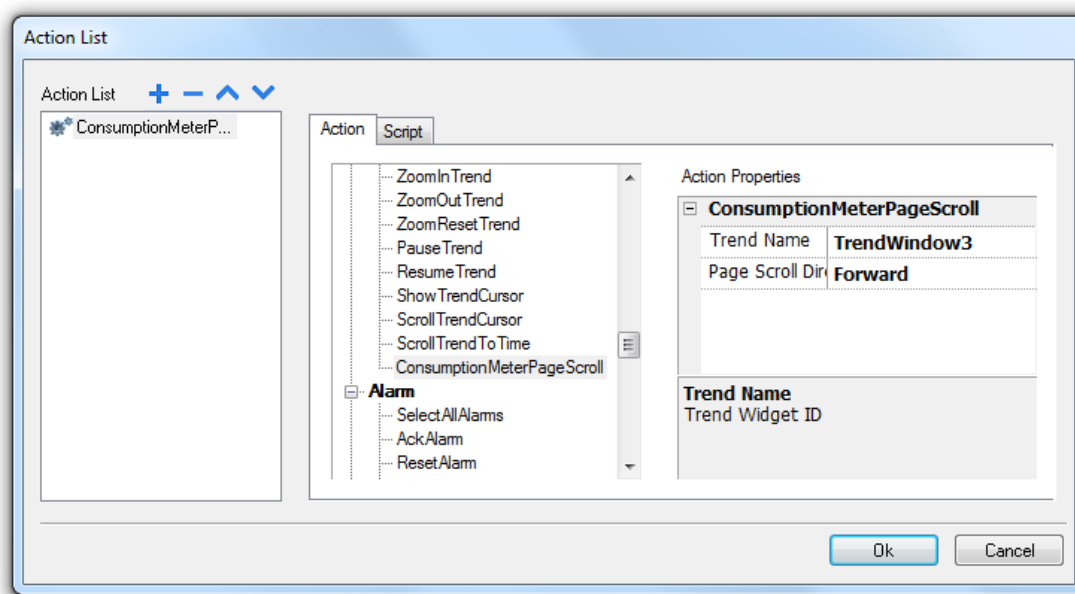 Action List
Action List
ConsumptionMeterP...
Action
Script
ZoomInTrend
ZoomOutTrend
ZoomResetTrend
PauseTrend
ResumeTrend
ShowTrendCursor
ScrollTrendCursor
ScrollTrendToTime
ConsumptionMeterPageScroll
Alarm
SelectAllAlarms
AckAlarm
ResetAlarm
Action Properties
ConsumptionMeterPageScroll
Trend Name TrendWindow3
Page Scroll Dir Forward
Trend Name
Trend Widget ID
Ok
Cancel